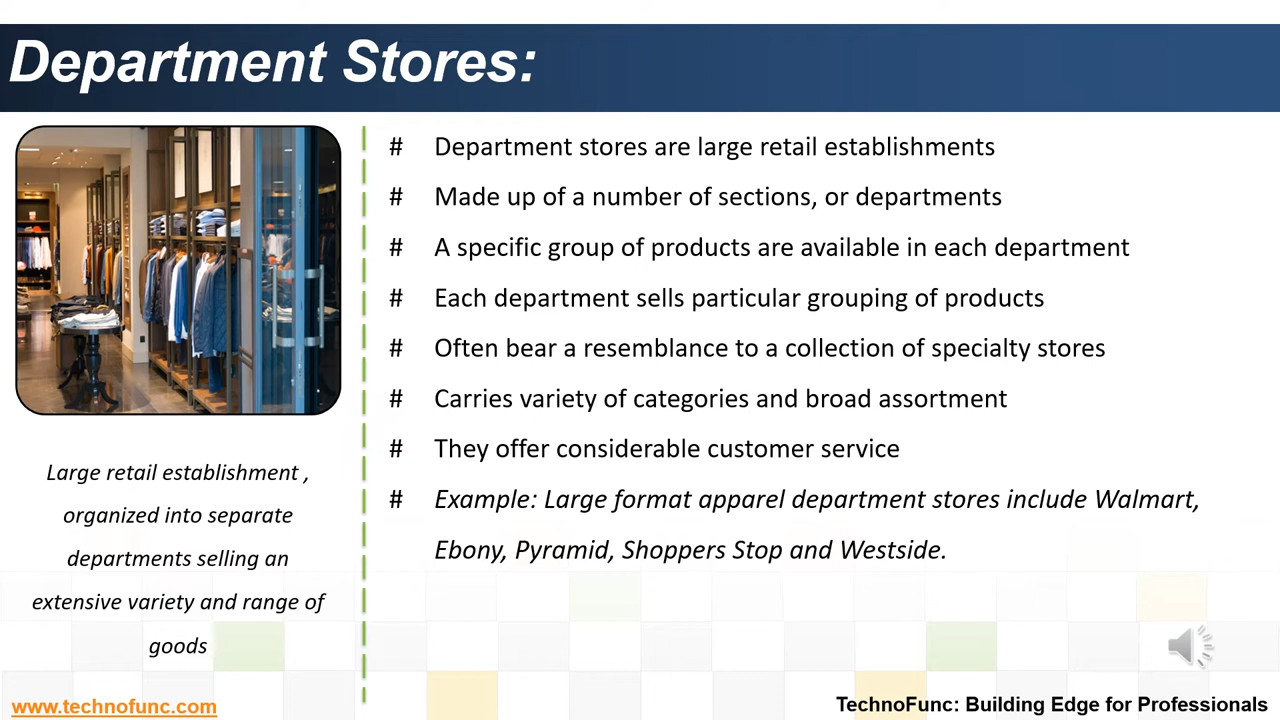 Department Stores:
# Department stores are large retail establishments
# Made up of a number of sections, or departments
# A specific group of products are available in each department
# Each department sells particular grouping of products
# Often bear a resemblance to a collection of specialty stores
# Carries variety of categories and broad assortment
# They offer considerable customer service
# Example: Large format apparel department stores include Walmart,
Ebony, Pyramid, Shoppers Stop and Westside.
Large retail establishment ,
organized into separate
departments selling an
extensive variety and range of
goods
www.technofunc.com
TechnoFunc: Building Edge for Professionals